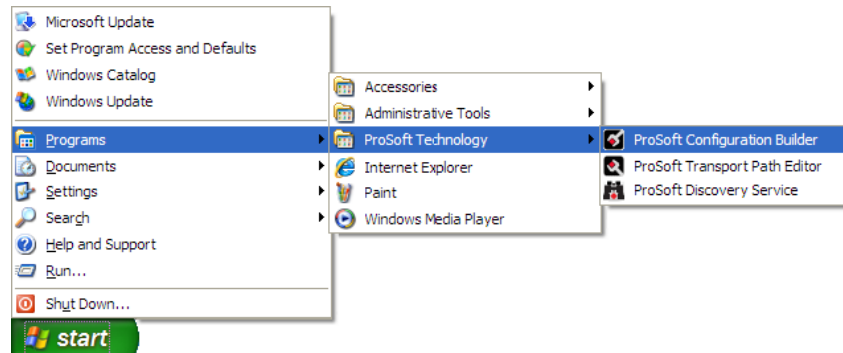 Microsoft Update
Set Program Access and Defaults
Windows Catalog
Windows Update
Programs
Documents
Settings
Search
Help and Support
Run...
Shut Down...
start
Accessories
Administrative Tools
ProSoft Technology
Internet Explorer
Paint
Windows Media Player
ProSoft Configuration Builder
ProSoft Transport Path Editor
ProSoft Discovery Service